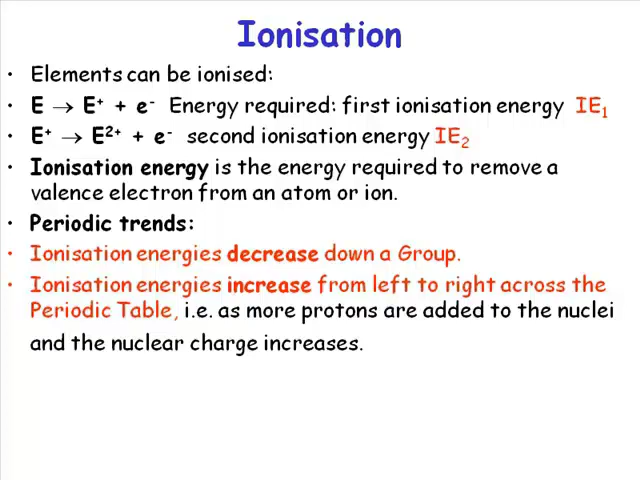 Ionisation
• Elements can be ionised:
• E → E⁺ + e⁻ Energy required: first ionisation energy IE₁
• E⁺ → E²⁺ + e⁻ second ionisation energy IE₂
• Ionisation energy is the energy required to remove a
valence electron from an atom or ion.
• Periodic trends:
• Ionisation energies decrease down a Group.
• Ionisation energies increase from left to right across the
Periodic Table, i.e. as more protons are added to the nuclei
and the nuclear charge increases.